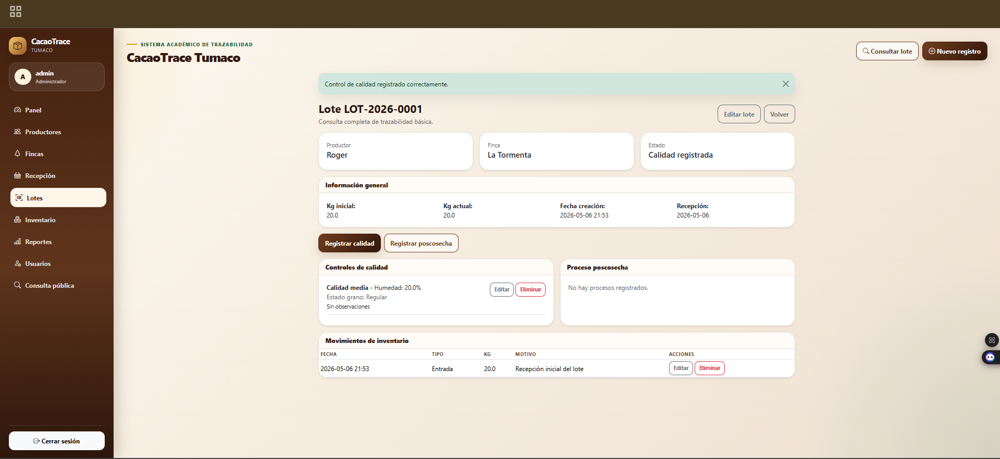 CacaoTrace
TUMACO
A
admin
Administrador
Panel
Productores
Fincas
Recepción
Lotes
Inventario
Reportes
Usuarios
Consulta pública
Cerrar sesión
SISTEMA ACADÉMICO DE TRAZABILIDAD
CacaoTrace Tumaco
Consultar lote
Nuevo registro
Control de calidad registrado correctamente.
Lote LOT-2026-0001
Consulta completa de trazabilidad básica.
Editar lote
Volver
Productor
Roger
Finca
La Tormenta
Estado
Calidad registrada
Información general
Kg inicial:
20.0
Kg actual:
20.0
Fecha creación:
2026-05-06 21:53
Recepción:
2026-05-06
Registrar calidad
Registrar poscosecha
Controles de calidad
Calidad media - Humedad: 20.0%
Estado grano: Regular
Sin observaciones
Editar
Eliminar
Proceso poscosecha
No hay procesos registrados.
Movimientos de inventario
FECHA TIPO KG MOTIVO ACCIONES
2026-05-06 21:53 Entrada 20.0 Recepción inicial del lote Editar Eliminar